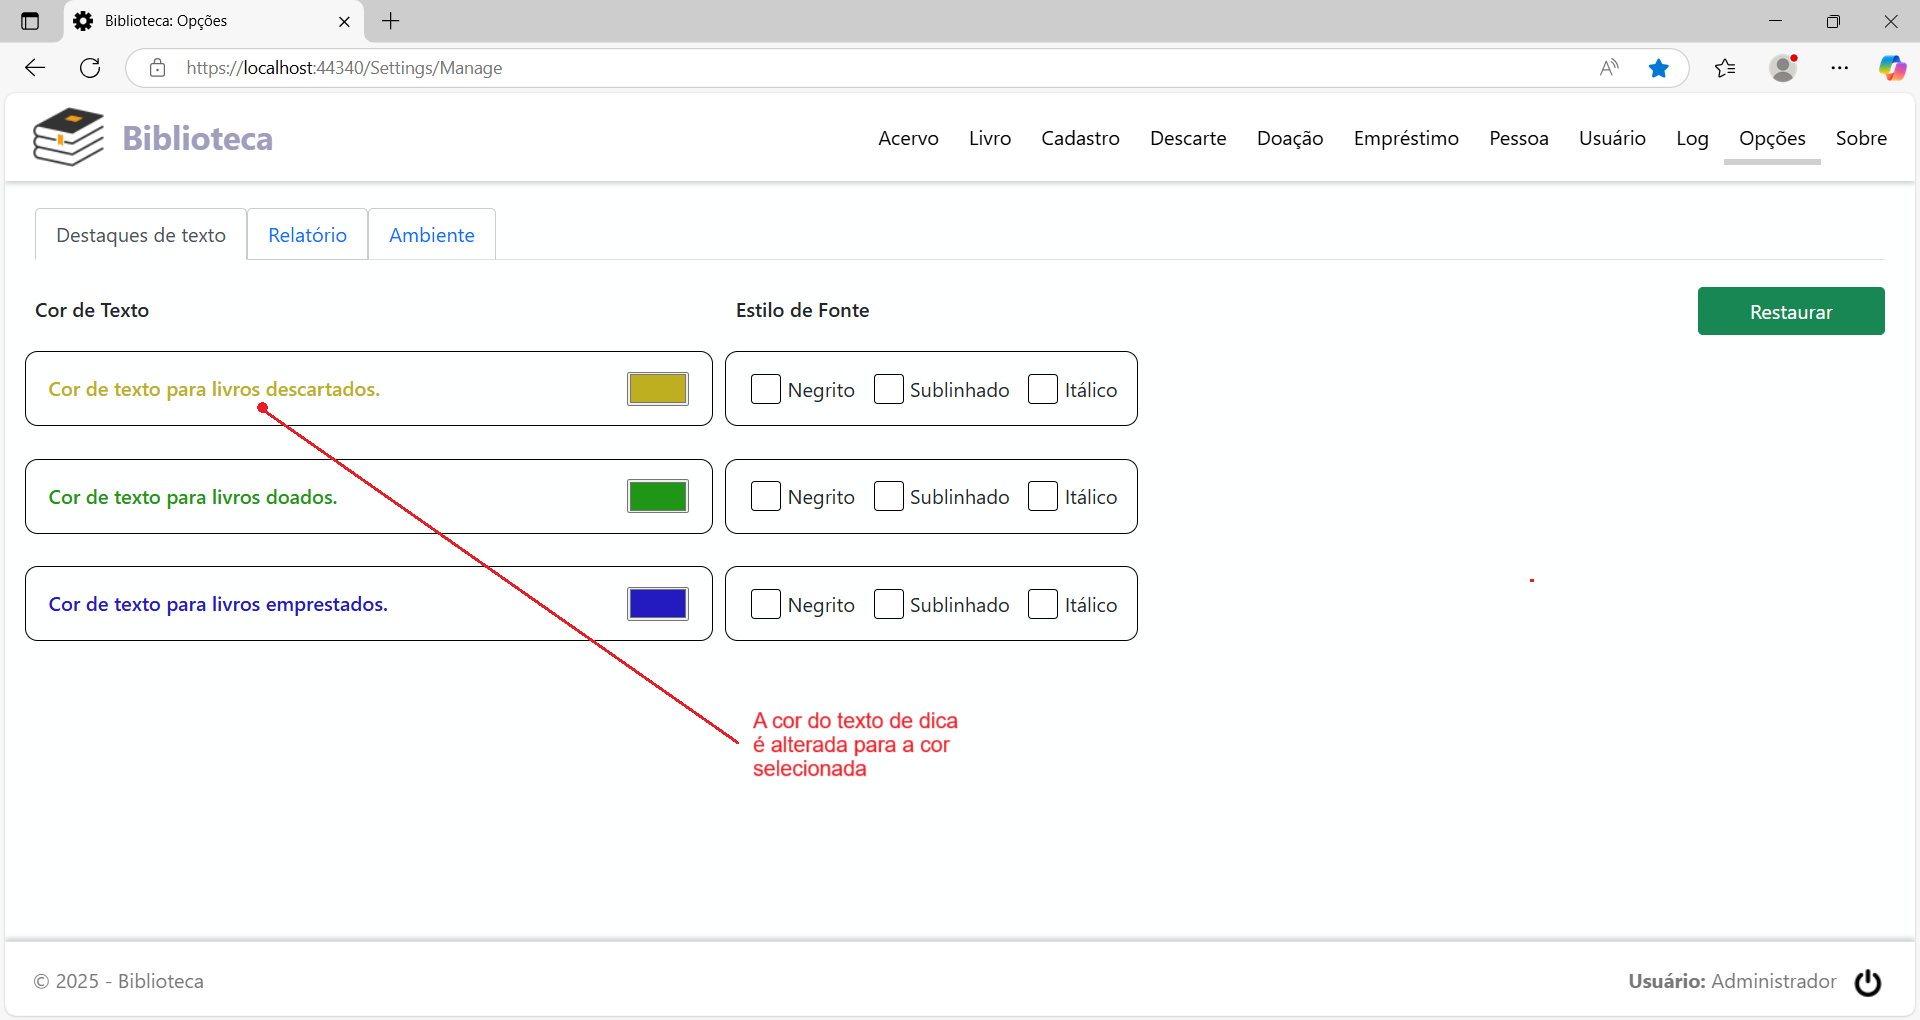 Biblioteca: Opções
https://localhost:44340/Settings/Manage
Biblioteca
Acervo Livro Cadastro Descarte Doação Empréstimo Pessoa Usuário Log Opções Sobre
Destaques de texto Relatório Ambiente
Cor de Texto Estilo de Fonte Restaurar
Cor de texto para livros descartados. Negrito Sublinhado Itálico
Cor de texto para livros doados. Negrito Sublinhado Itálico
Cor de texto para livros emprestados. Negrito Sublinhado Itálico
A cor do texto de dica
é alterada para a cor
selecionada
© 2025 - Biblioteca Usuário: Administrador